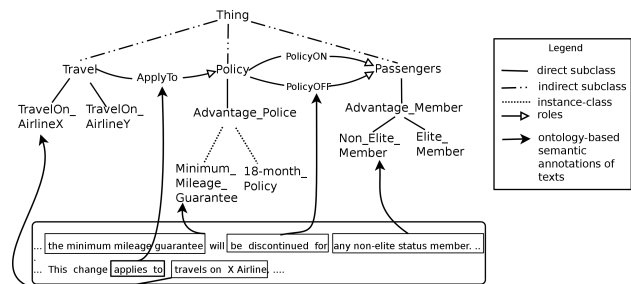 Thing
Legend
direct subclass
indirect subclass
instance-class
roles
ontology-based
semantic
annotations of
texts
PolicyON
Travel
ApplyTo
Policy
Passengers
PolicyOFF
TravelOn_
AirlineX
TravelOn_
AirlineY
Advantage_Police
Advantage_Member
Non_Elite_
Member
Elite_
Member
Minimum_
Mileage_
Guarantee
18-month_
Policy
... the minimum mileage guarantee will be discontinued for any non-elite status member. ..
... This change applies to travels on X Airline, ....